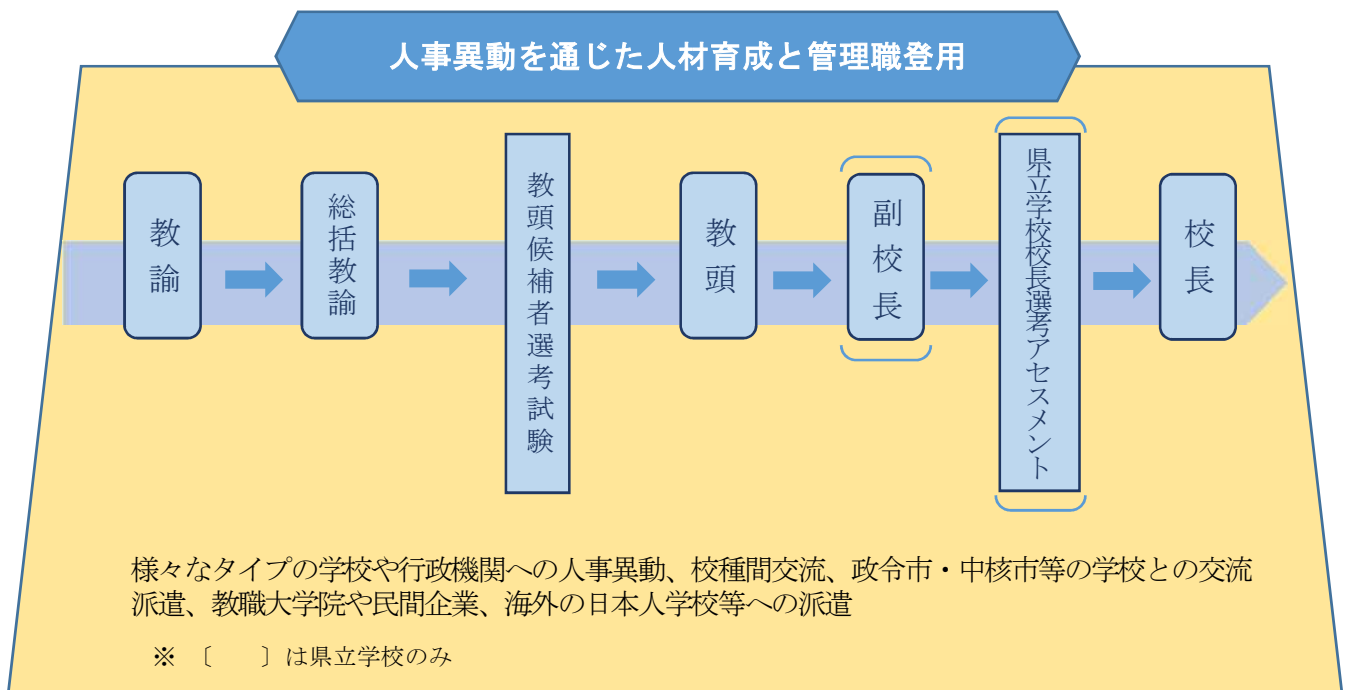 人事異動を通じた人材育成と管理職登用
教諭
総括教諭
教頭候補者選考試験
教頭
副校長
県立学校校長選考アセスメント
校長
様々なタイプの学校や行政機関への人事異動、校種間交流、政令市・中核市等の学校との交流
派遣、教職大学院や民間企業、海外の日本人学校等への派遣
※ 〔　　〕は県立学校のみ